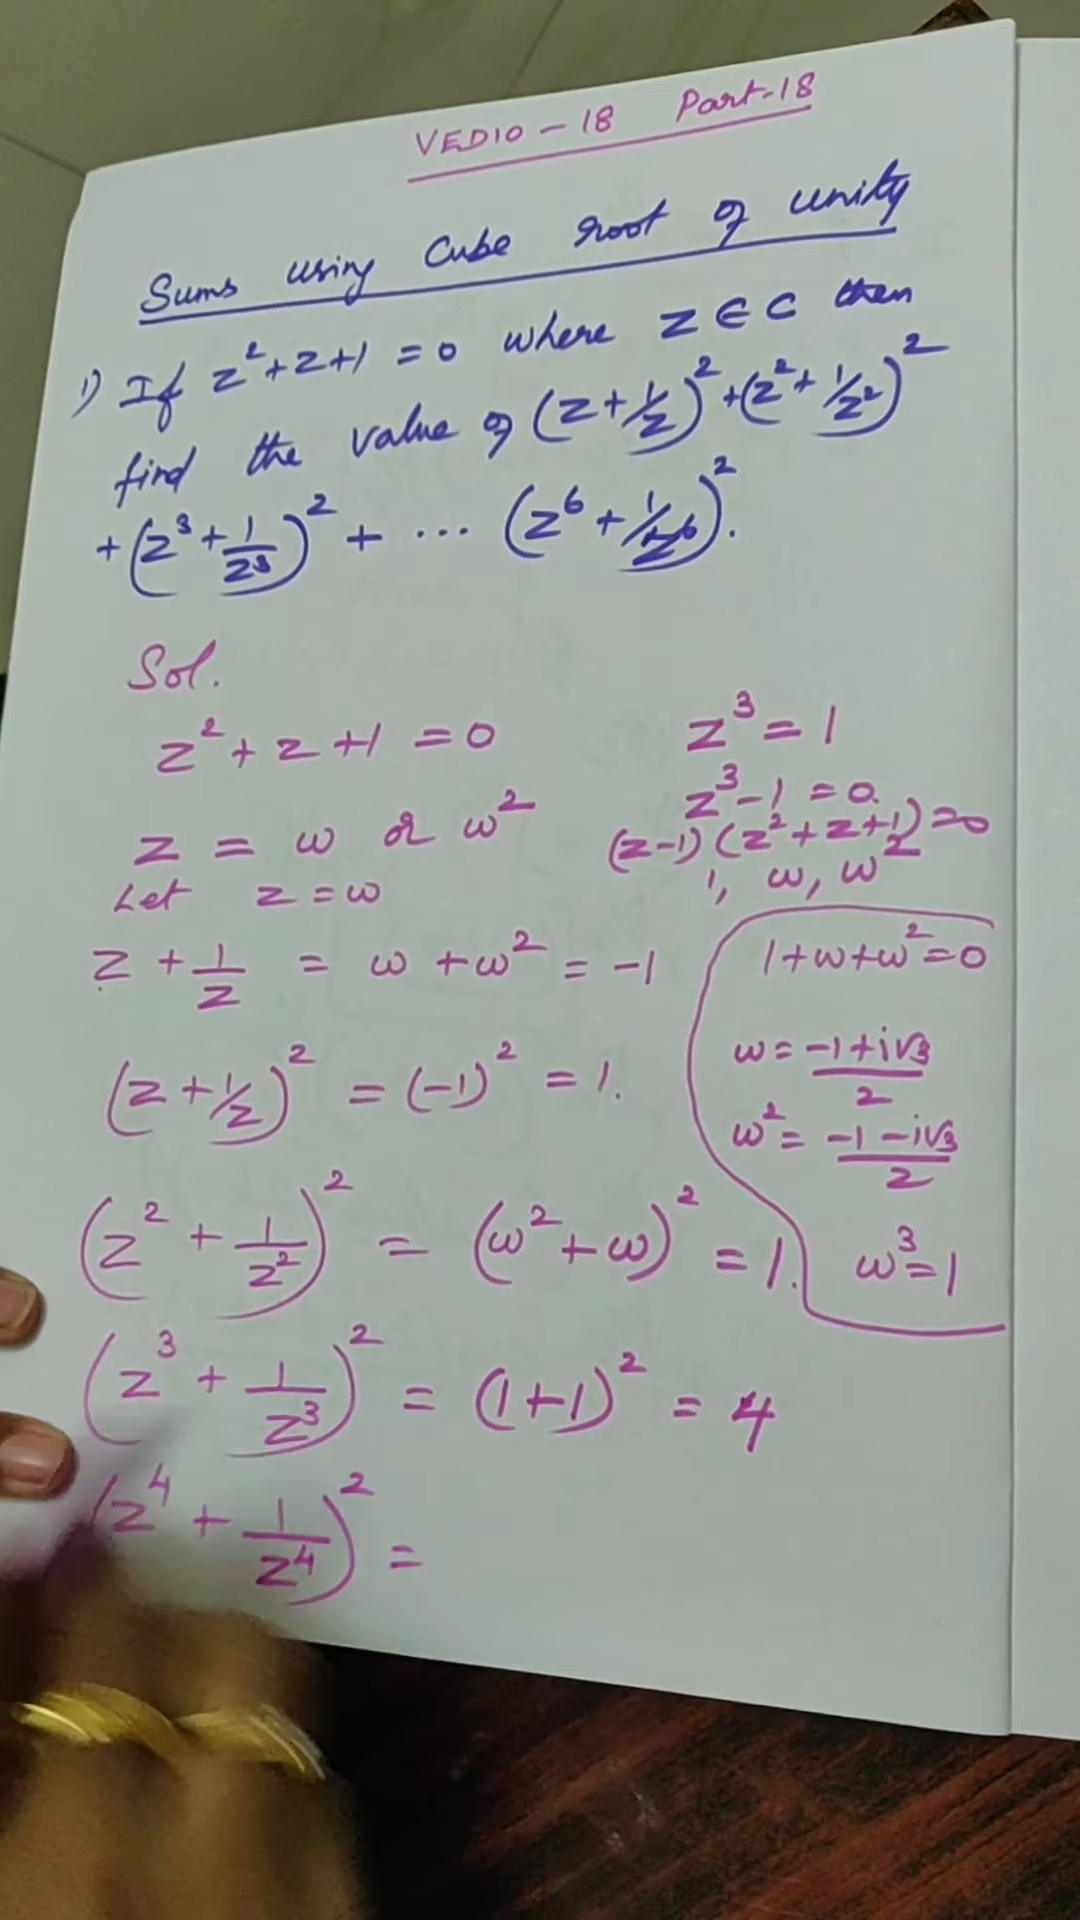 VEDIO - 18 Part-18
Sums using Cube root of unity
1) If z²+z+1 = 0 where z ∈ C then
find the value of (z + 1/z)² + (z² + 1/z²)²
+ (z³ + 1/z³)² + ... (z⁶ + 1/z⁶)².
Sol.
z² + z + 1 = 0
z = ω or ω²
Let z = ω
z + 1/z = ω + ω² = -1
(z + 1/z)² = (-1)² = 1.
(z² + 1/z²)² = (ω² + ω)² = 1.
(z³ + 1/z³)² = (1+1)² = 4
(z⁴ + 1/z⁴)² =
z³ = 1
z³ - 1 = 0.
(z-1) (z² + z + 1) = 0
1, ω, ω²
1+ω+ω² = 0
ω = -1+i√3/2
ω² = -1-i√3/2
ω³ = 1